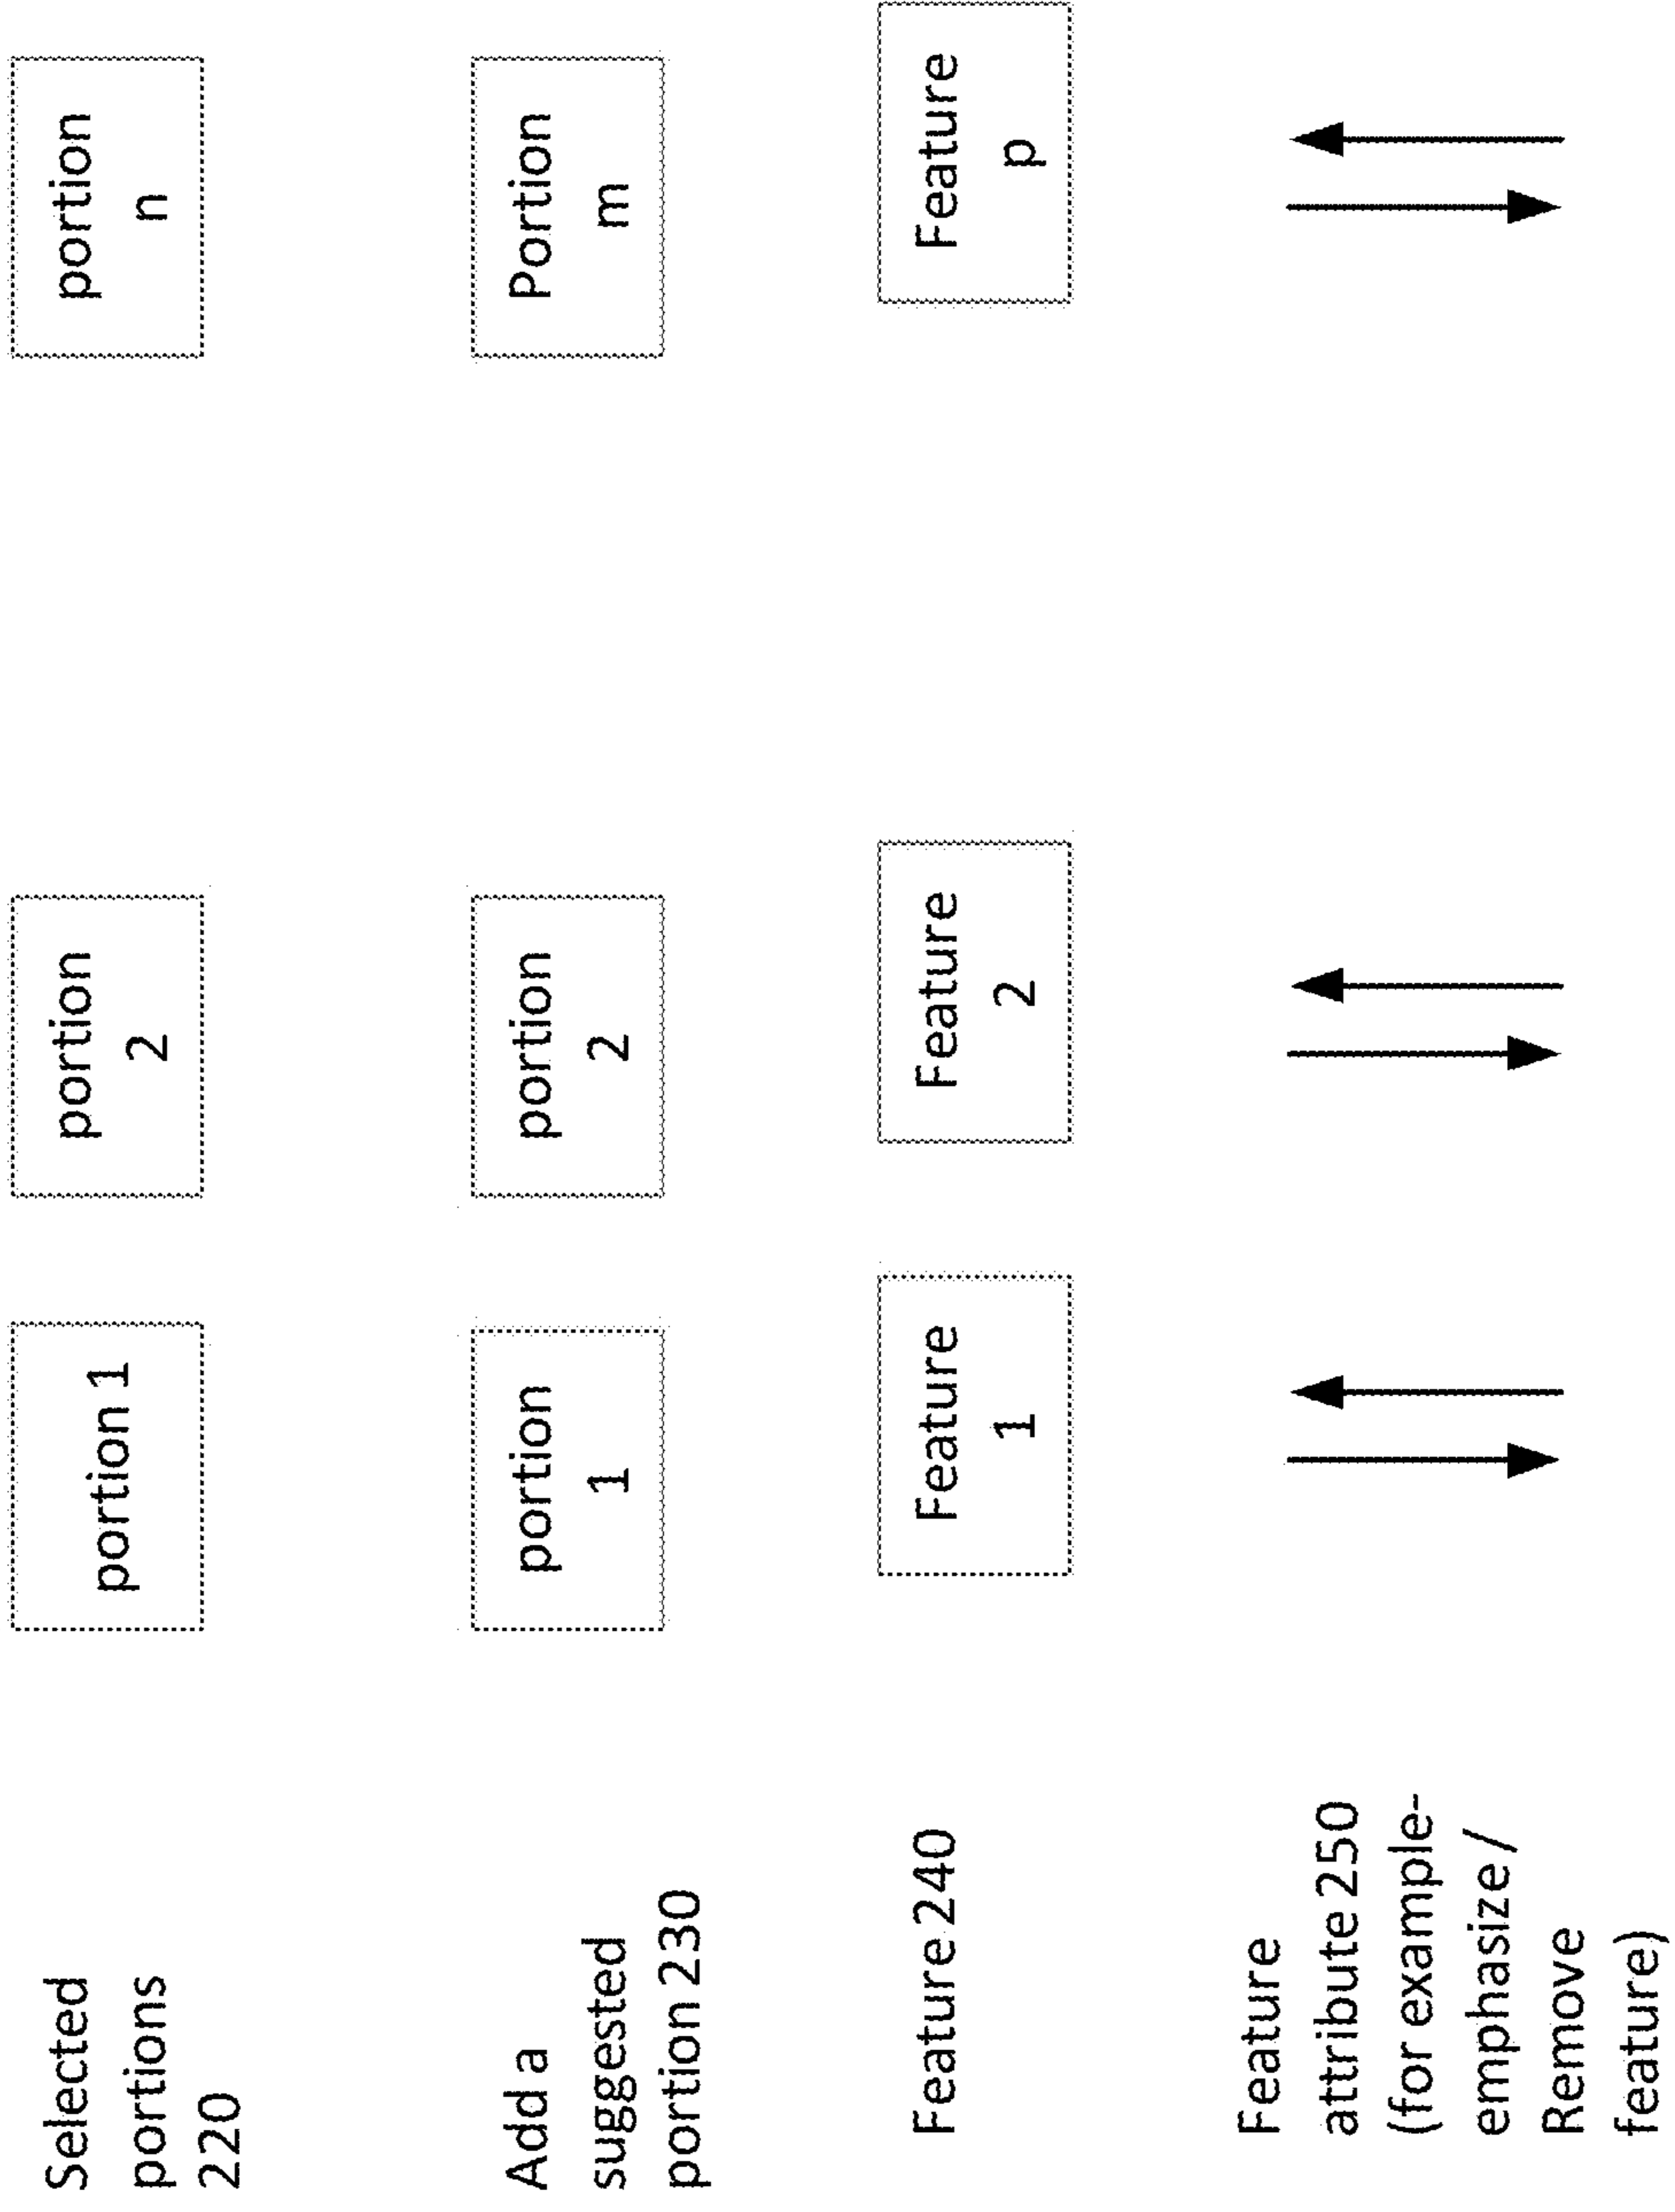 Selected
portions
220
portion 1
portion
2
portion
n
Add a
suggested
portion 230
portion
1
portion
2
Portion
m
Feature 240
Feature
1
Feature
2
Feature
p
Feature
attribute 250
(for example-
emphasize /
Remove
feature)